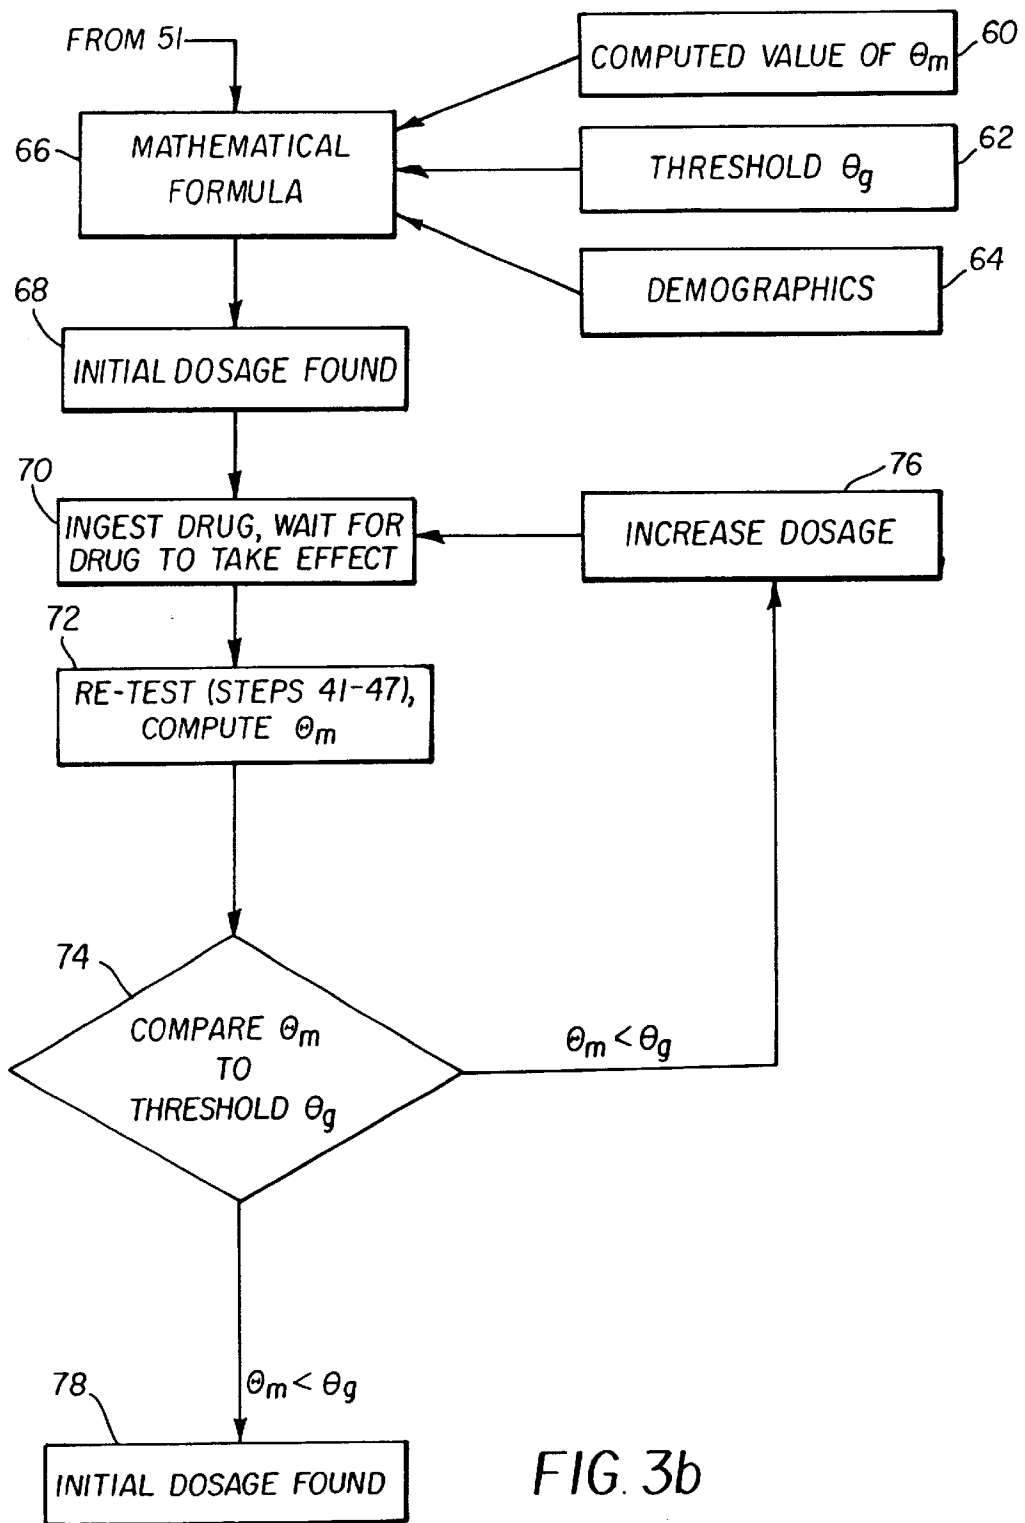 FROM 51
60
COMPUTED VALUE OF Θm
66
MATHEMATICAL
FORMULA
62
THRESHOLD θg
64
DEMOGRAPHICS
68
INITIAL DOSAGE FOUND
70
INGEST DRUG, WAIT FOR
DRUG TO TAKE EFFECT
76
INCREASE DOSAGE
72
RE-TEST (STEPS 41-47),
COMPUTE Θm
74
COMPARE Θm
TO
THRESHOLD θg
Θm < θg
Θm < θg
78
INITIAL DOSAGE FOUND
FIG. 3b